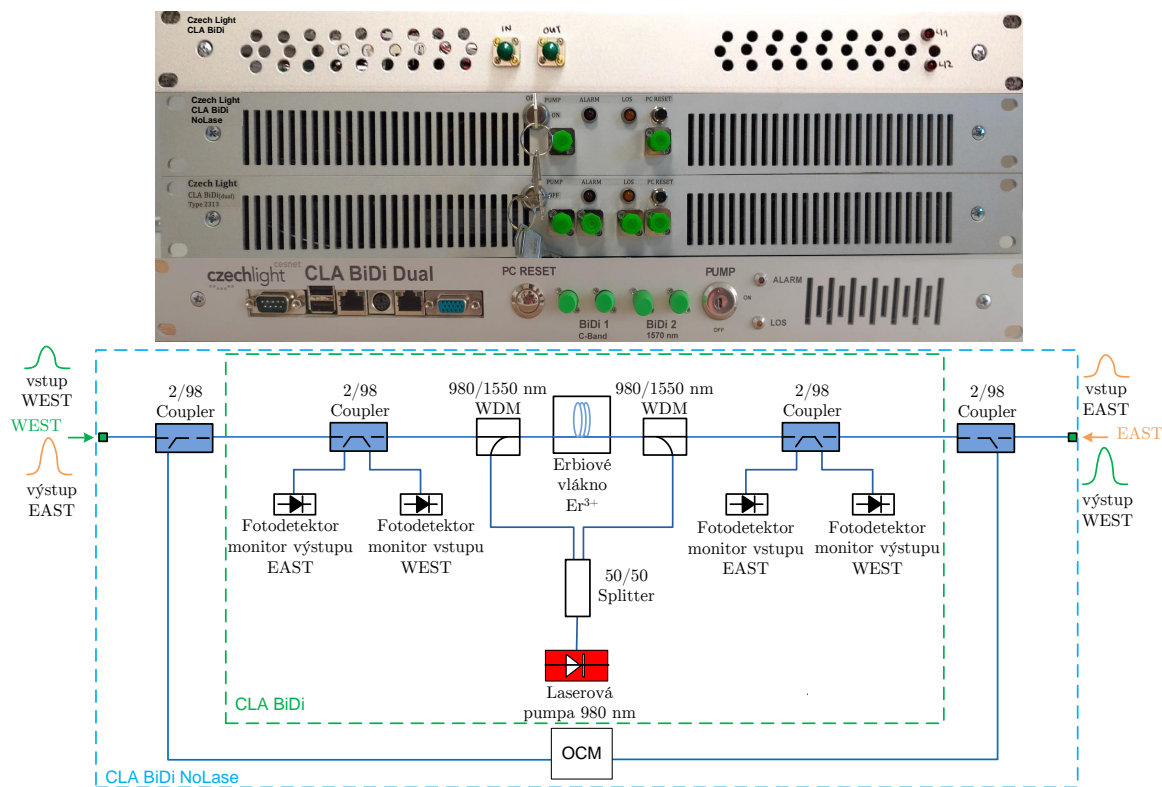 Czech Light
CLA BiDi
IN OUT
L11
L12
Czech Light
CLA BiDi
NoLase
PUMP ALARM LOS PC RESET
ON
Czech Light
CLA BiDi(dual)
Type 2313
PUMP ALARM LOS PC RESET
OFF
cesnet
czechlight CLA BiDi Dual
PC RESET
PUMP
ALARM
ON
LOS
OFF
BiDi 1
C-Band
BiDi 2
1570 nm
vstup
WEST
WEST
výstup
EAST
2/98
Coupler
2/98
Coupler
980/1550 nm
WDM
Erbiové
vlákno
Er³⁺
980/1550 nm
WDM
2/98
Coupler
2/98
Coupler
vstup
EAST
EAST
výstup
WEST
Fotodetektor
monitor výstupu
EAST
Fotodetektor
monitor vstupu
WEST
Fotodetektor
monitor vstupu
EAST
Fotodetektor
monitor výstupu
WEST
50/50
Splitter
Laserová
pumpa 980 nm
CLA BiDi
OCM
CLA BiDi NoLase